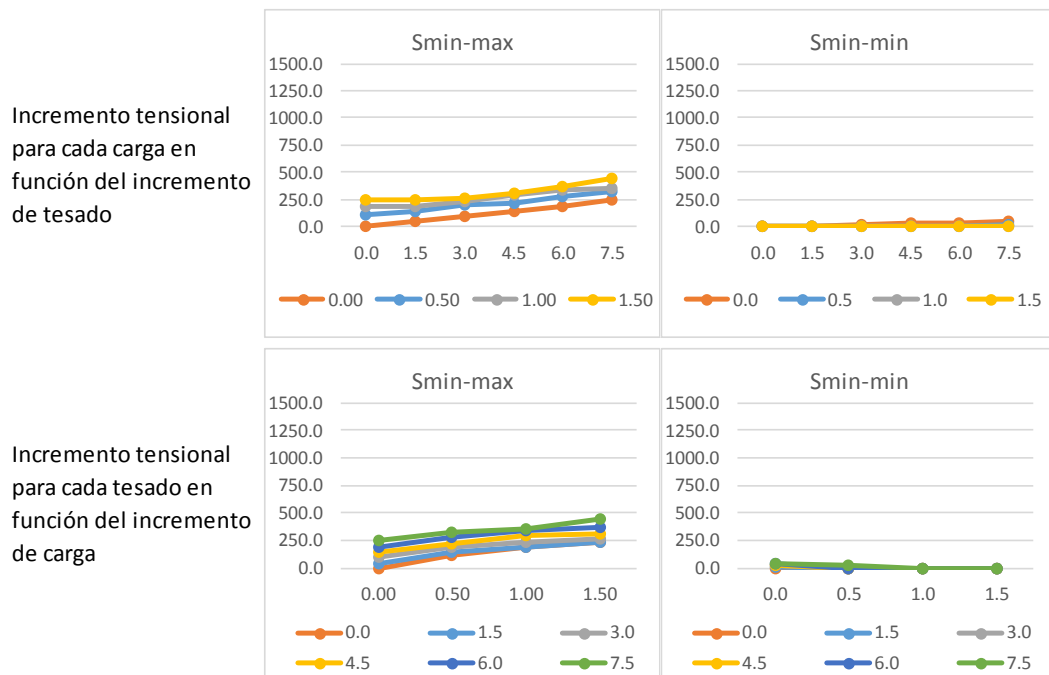 Smin-max
1500.0
1250.0
1000.0
750.0
500.0
250.0
0.0
0.0 1.5 3.0 4.5 6.0 7.5
0.00 0.50 1.00 1.50
Smin-min
1500.0
1250.0
1000.0
750.0
500.0
250.0
0.0
0.0 1.5 3.0 4.5 6.0 7.5
0.0 0.5 1.0 1.5
Incremento tensional
para cada carga en
función del incremento
de tesado
Smin-max
1500.0
1250.0
1000.0
750.0
500.0
250.0
0.0
0.00 0.50 1.00 1.50
0.0 1.5 3.0
4.5 6.0 7.5
Smin-min
1500.0
1250.0
1000.0
750.0
500.0
250.0
0.0
0.0 0.5 1.0 1.5
0.0 1.5 3.0
4.5 6.0 7.5
Incremento tensional
para cada tesado en
función del incremento
de carga